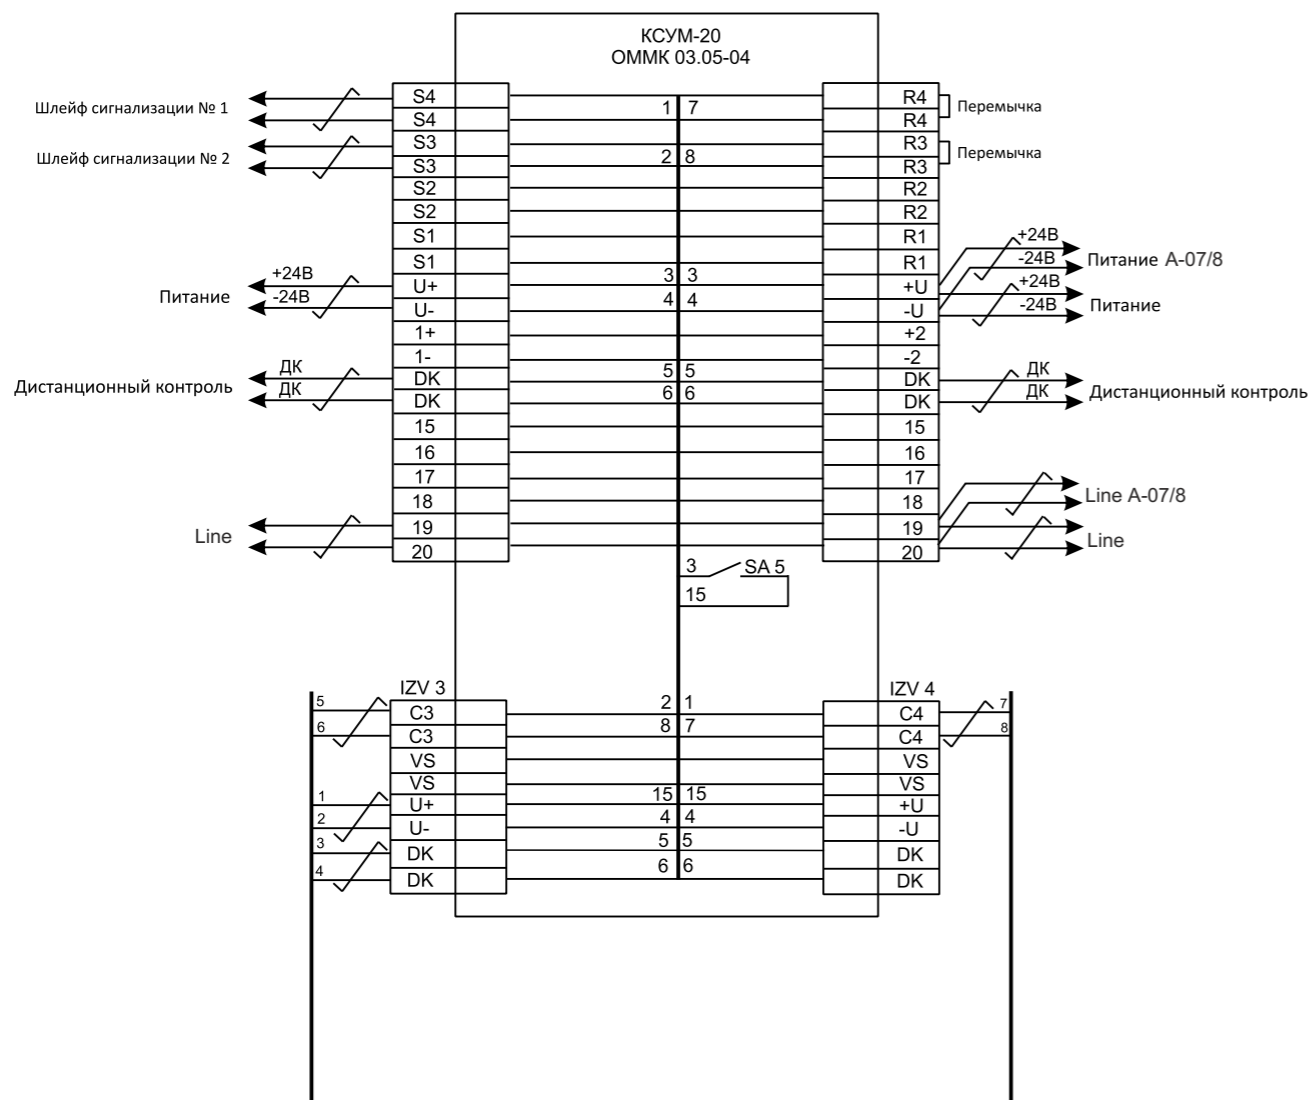 КСУМ-20
ОММК 03.05-04
Шлейф сигнализации № 1
S4
1 7
R4
Перемычка
S4
R4
S3
R3
Шлейф сигнализации № 2
2 8
Перемычка
S3
R3
S2
R2
S2
R2
S1
R1
+24В
S1
R1
-24В
Питание А-07/8
+24В
3 3
U+
+U
+24В
Питание
-24В
4 4
U-
-U
-24В
Питание
1+
+2
1-
-2
ДК
5 5
DK
DK
ДК
Дистанционный контроль
ДК
6 6
DK
DK
ДК
Дистанционный контроль
15
15
16
16
17
17
18
18
Line А-07/8
Line
19
19
Line
20
20
3
SA 5
15
IZV 3
IZV 4
5
C3
2 1
C4
7
6
C3
8 7
C4
8
VS
VS
VS
VS
1
U+
15 15
+U
2
U-
4 4
-U
3
DK
5 5
DK
4
DK
6 6
DK